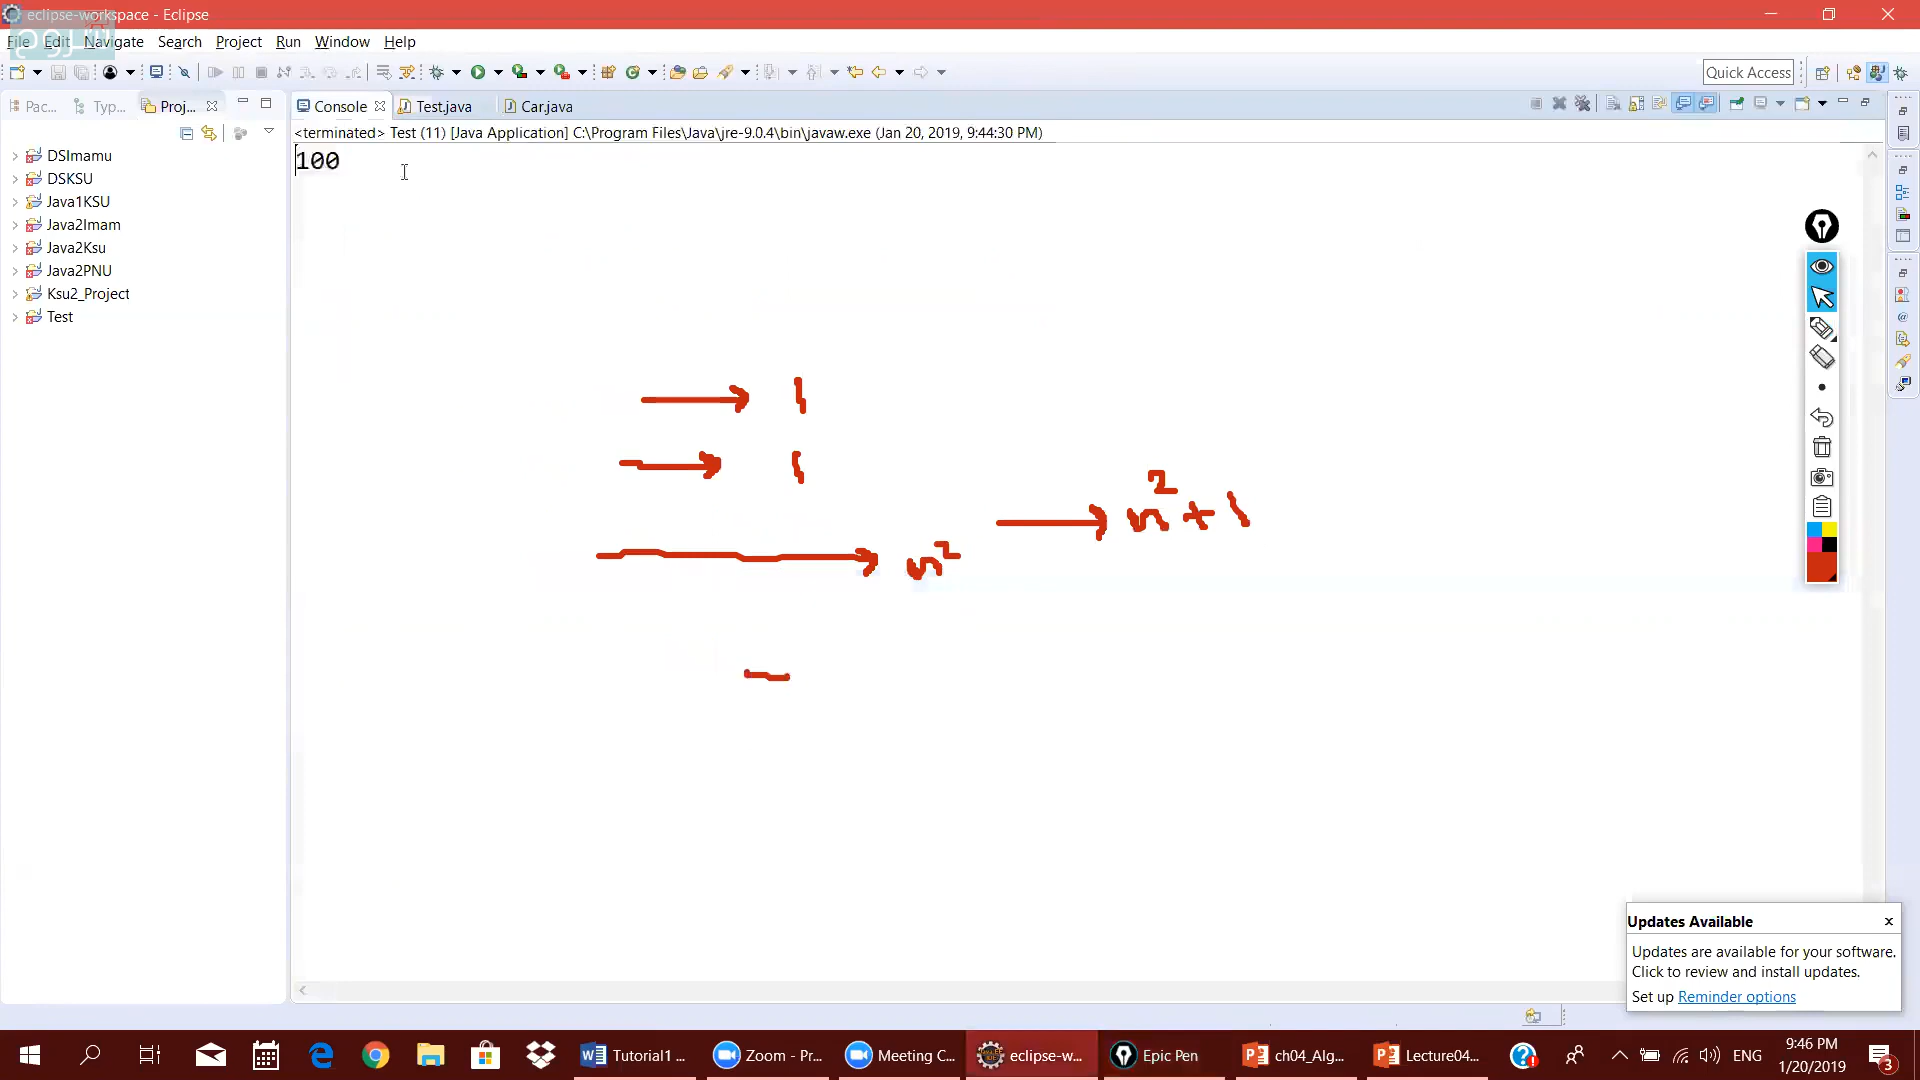 eclipse-workspace - Eclipse
File Edit Navigate Search Project Run Window Help
Quick Access
Pac... Typ... Proj... Console Test.java Car.java
<terminated> Test (11) [Java Application] C:\Program Files\Java\jre-9.0.4\bin\javaw.exe (Jan 20, 2019, 9:44:30 PM)
100
DSImamu
DSKSU
Java1KSU
Java2Imam
Java2Ksu
Java2PNU
Ksu2_Project
Test
1
1
n²+1
n²
Updates Available x
Updates are available for your software.
Click to review and install updates.
Set up Reminder options
Tutorial1 ... Zoom - Pr... Meeting C... eclipse-w... Epic Pen ch04_Alg... Lecture04... ENG
9:46 PM
1/20/2019
3